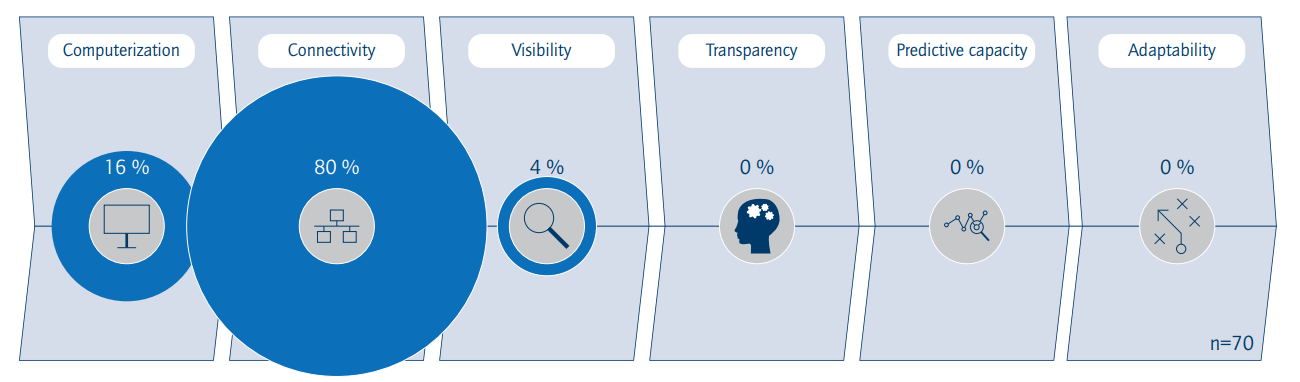 Computerization
Connectivity
Visibility
Transparency
Predictive capacity
Adaptability
16 %
80 %
4 %
0 %
0 %
0 %
n=70